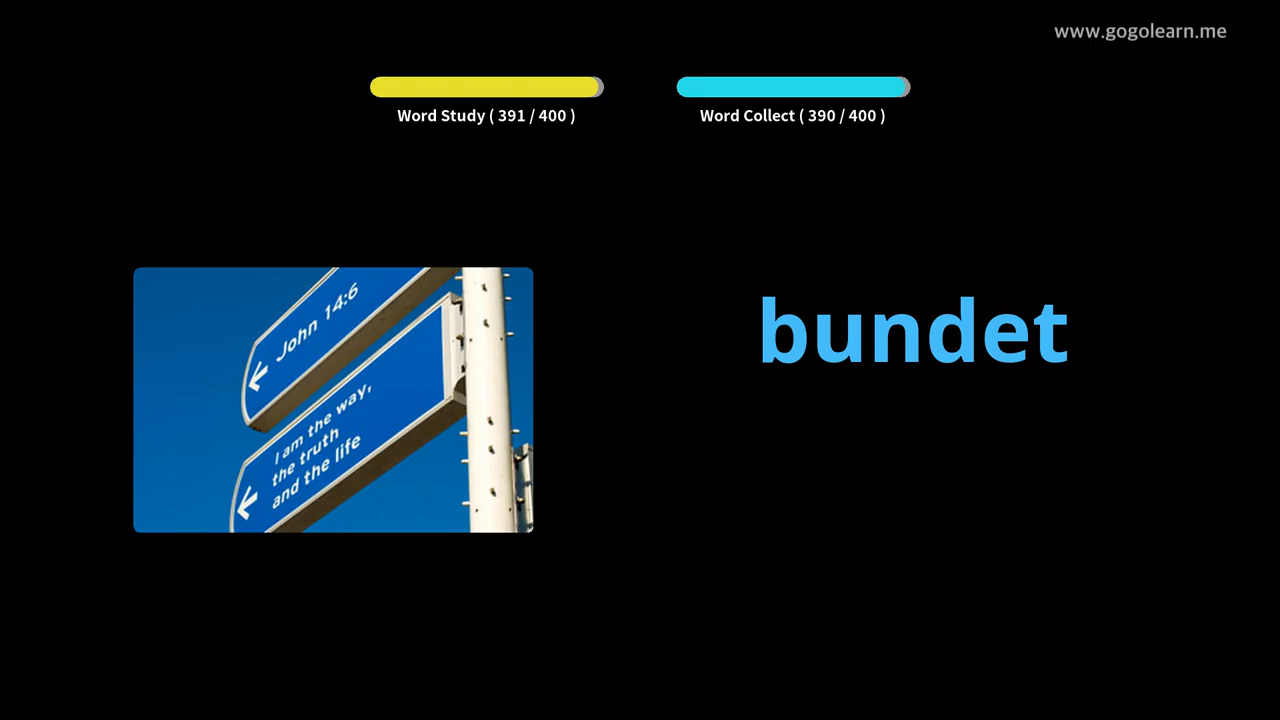 www.gogolearn.me
Word Study ( 391 / 400 )
Word Collect ( 390 / 400 )
John 14:6
I am the way,
the truth
and the life
bundet